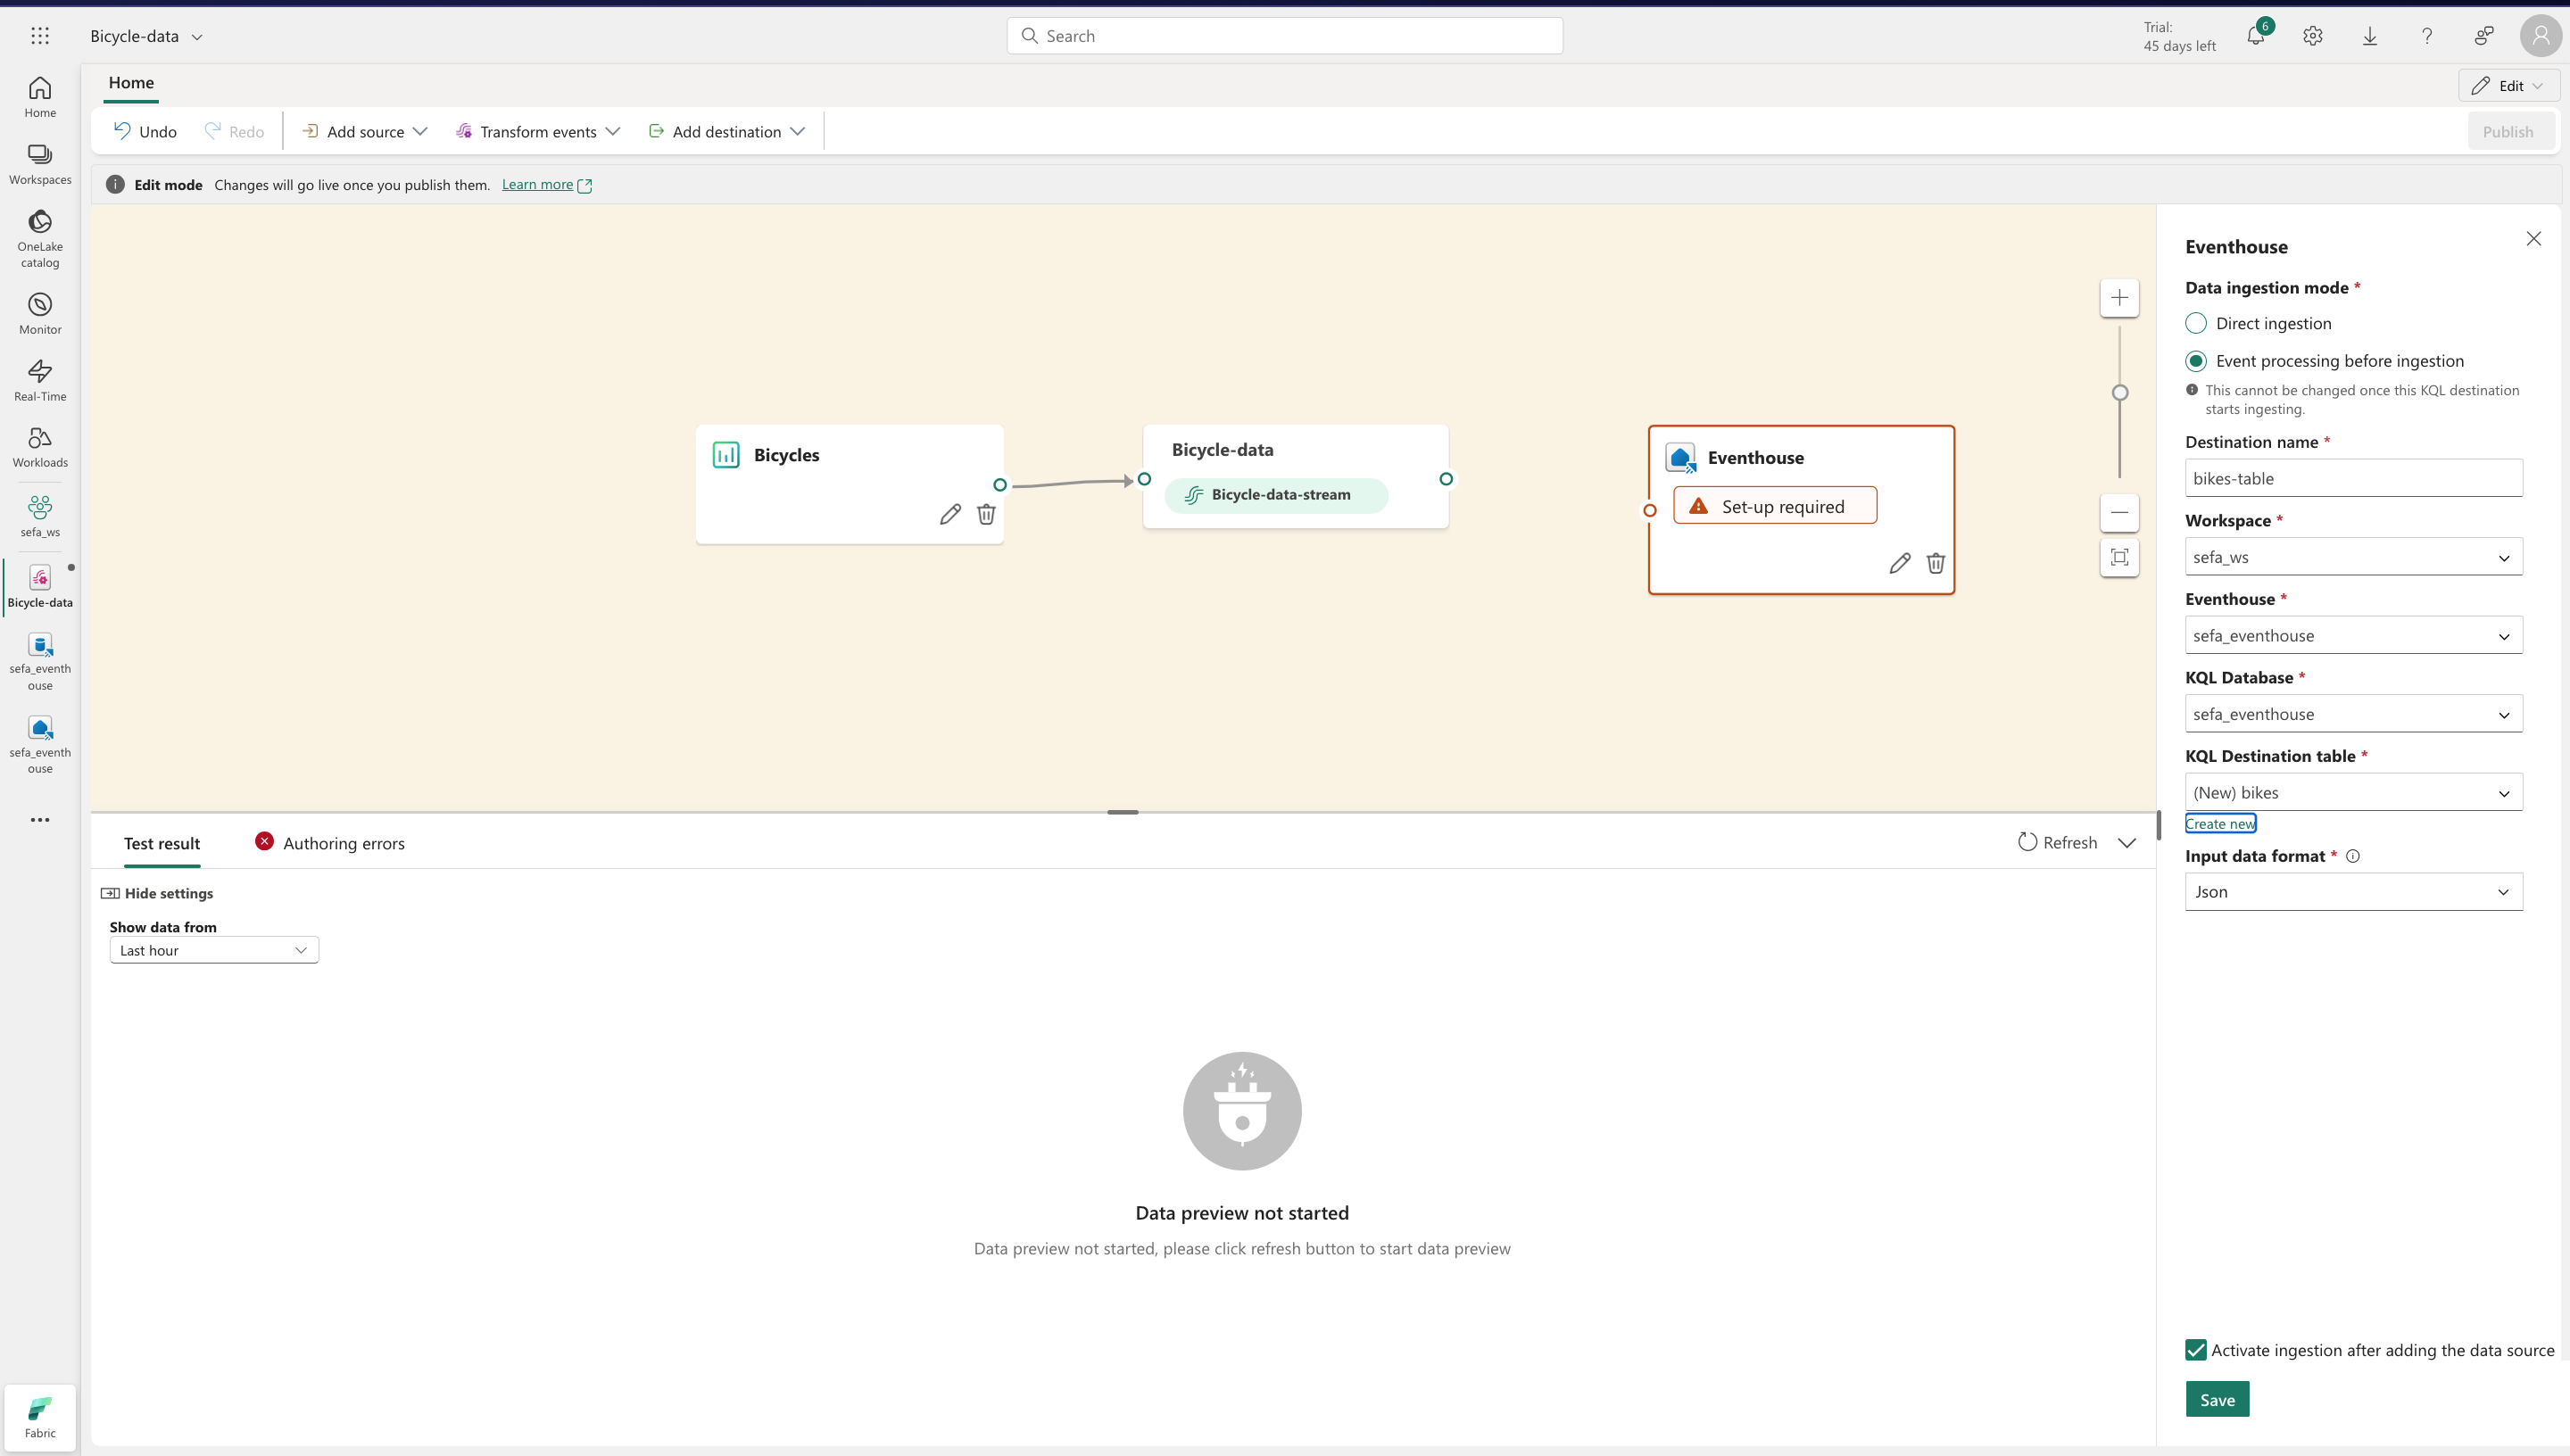 Bicycle-data
Search
Trial:
45 days left
6
Home
Workspaces
OneLake
catalog
Monitor
Real-Time
Workloads
sefa_ws
Bicycle-data
sefa_eventh
ouse
sefa_eventh
ouse
Fabric
Home
Edit
Undo
Redo
Add source
Transform events
Add destination
Publish
Edit mode Changes will go live once you publish them. Learn more
Bicycles
Bicycle-data
Bicycle-data-stream
Eventhouse
Set-up required
Test result
Authoring errors
Refresh
Hide settings
Show data from
Last hour
Data preview not started
Data preview not started, please click refresh button to start data preview
Eventhouse
Data ingestion mode *
Direct ingestion
Event processing before ingestion
This cannot be changed once this KQL destination
starts ingesting.
Destination name *
bikes-table
Workspace *
sefa_ws
Eventhouse *
sefa_eventhouse
KQL Database *
sefa_eventhouse
KQL Destination table *
(New) bikes
Create new
Input data format *
Json
Activate ingestion after adding the data source
Save